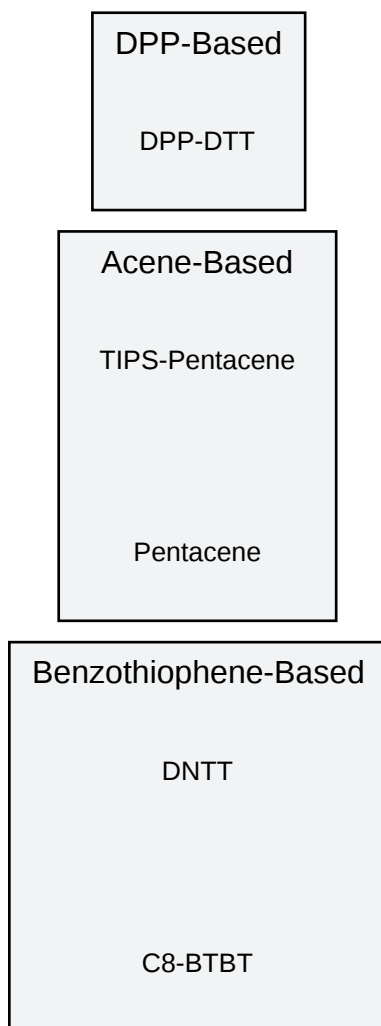 DPP-Based
DPP-DTT
Acene-Based
TIPS-Pentacene
Pentacene
Benzothiophene-Based
DNTT
C8-BTBT